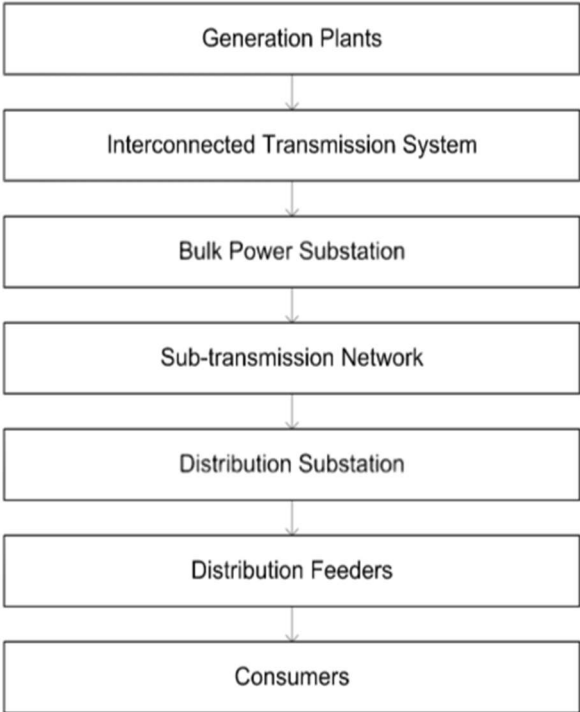 Generation Plants
Interconnected Transmission System
Bulk Power Substation
Sub-transmission Network
Distribution Substation
Distribution Feeders
Consumers